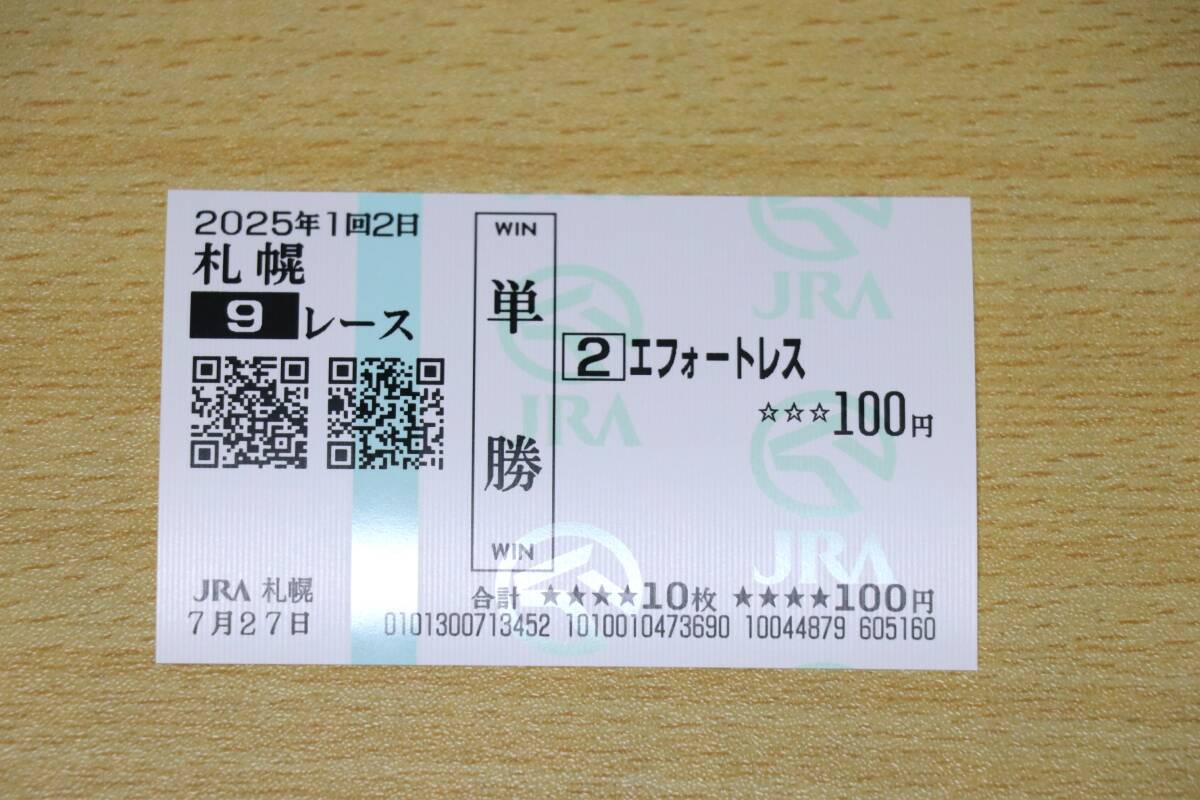 2025年1回2日
札幌
9レース
JRA 札幌
7月27日
WIN
単勝
WIN
2 エフォートレス
☆☆☆100円
合計 ★★★★10枚 ★★★★100円
0101300713452 1010010473690 10044879 605160
JRA
JRA
JRA